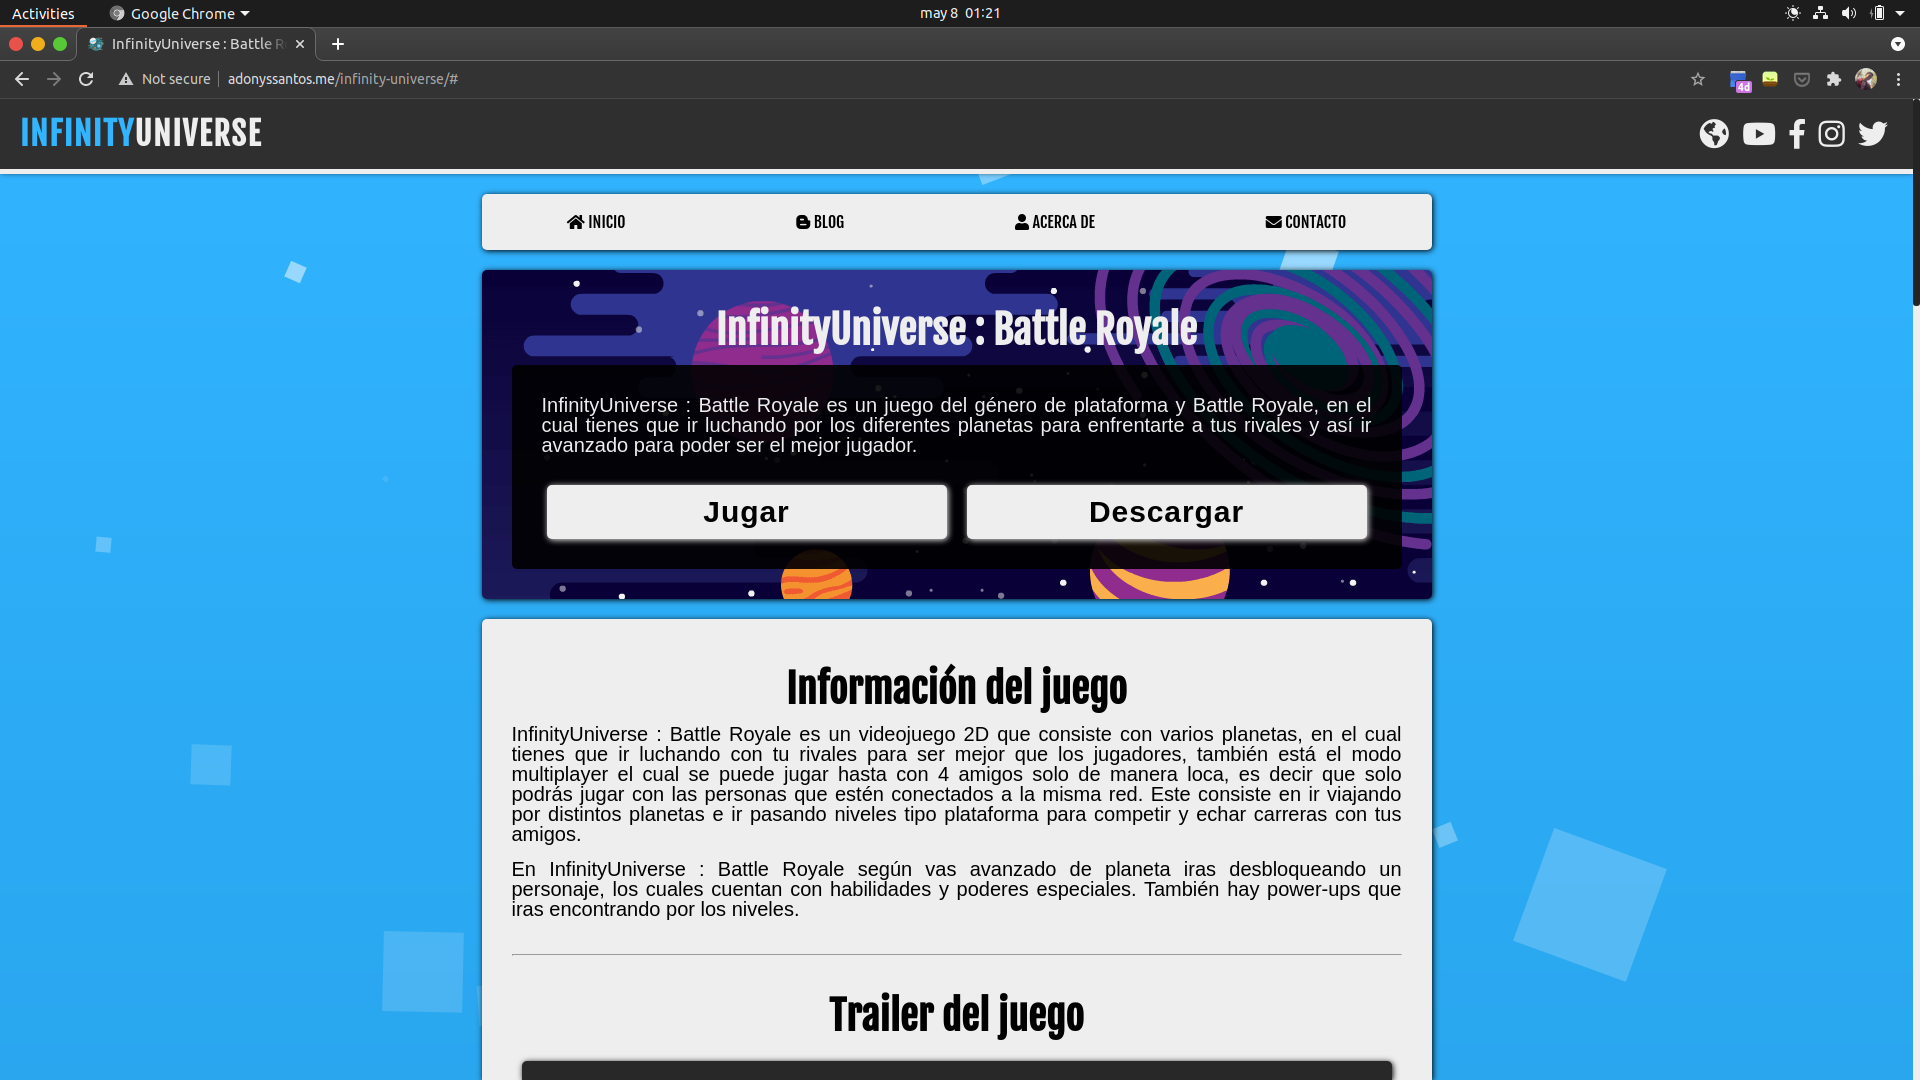 Activities
Google Chrome
may 8 01:21
InfinityUniverse : Battle R
Not secure
adonyssantos.me/infinity-universe/#
4d
INFINITYUNIVERSE
INICIO
BLOG
ACERCA DE
CONTACTO
InfinityUniverse : Battle Royale
InfinityUniverse : Battle Royale es un juego del género de plataforma y Battle Royale, en el
cual tienes que ir luchando por los diferentes planetas para enfrentarte a tus rivales y así ir
avanzado para poder ser el mejor jugador.
Jugar
Descargar
Información del juego
InfinityUniverse : Battle Royale es un videojuego 2D que consiste con varios planetas, en el cual
tienes que ir luchando con tu rivales para ser mejor que los jugadores, también está el modo
multiplayer el cual se puede jugar hasta con 4 amigos solo de manera loca, es decir que solo
podrás jugar con las personas que estén conectados a la misma red. Este consiste en ir viajando
por distintos planetas e ir pasando niveles tipo plataforma para competir y echar carreras con tus
amigos.
En InfinityUniverse : Battle Royale según vas avanzado de planeta iras desbloqueando un
personaje, los cuales cuentan con habilidades y poderes especiales. También hay power-ups que
iras encontrando por los niveles.
Trailer del juego